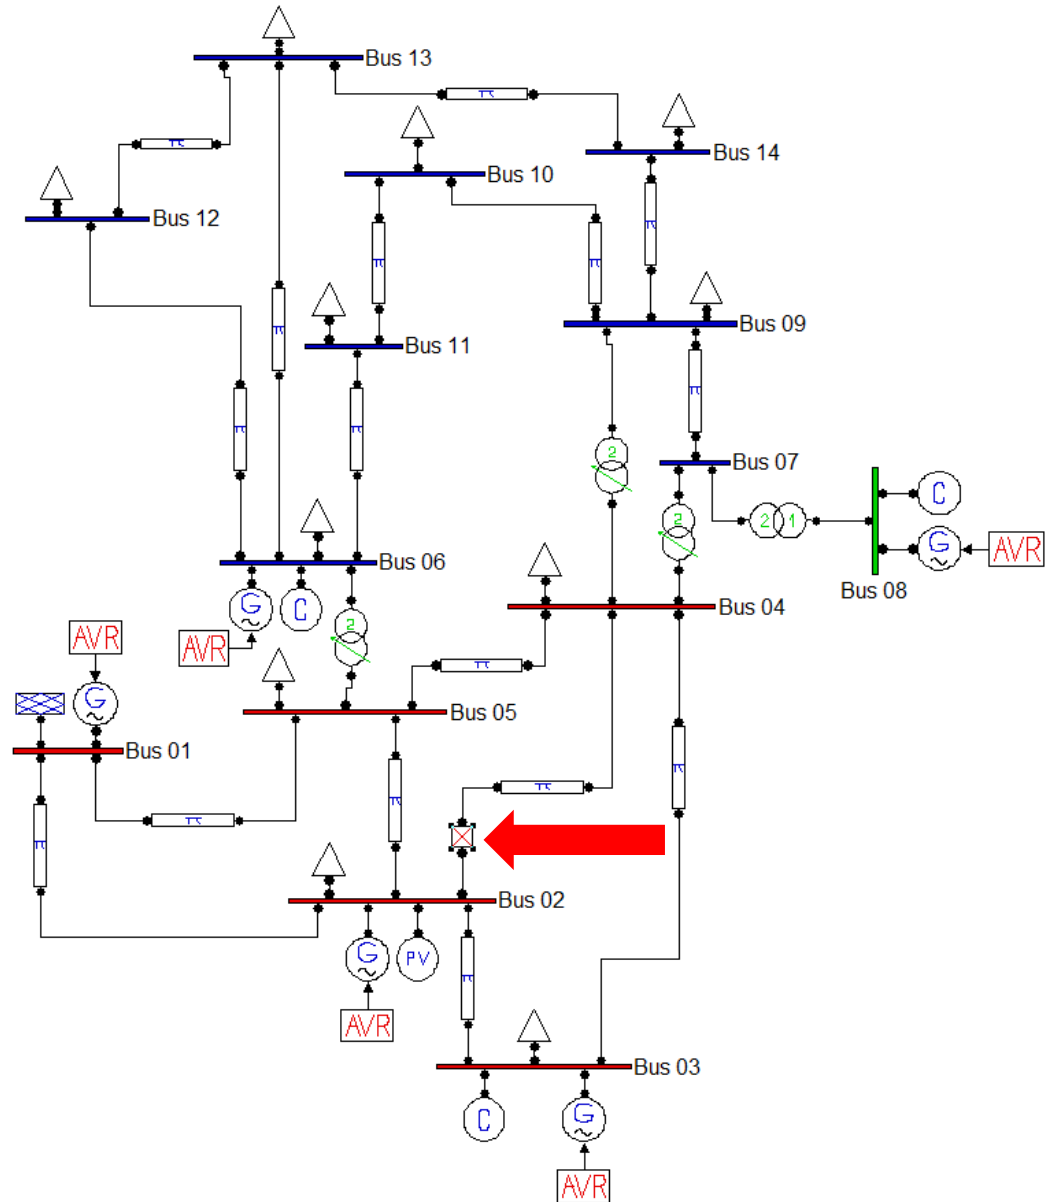 Bus 13
π
Bus 14
π
Bus 10
Bus 12
π
π
π
Bus 09
π
Bus 11
π
π
π
2
Bus 07
2
2 1
C
G
AVR
Bus 08
Bus 06
G
C
2
AVR
Bus 04
AVR
G
π
Bus 05
Bus 01
π
π
π
π
π
Bus 02
G
PV
AVR
π
Bus 03
C
G
AVR